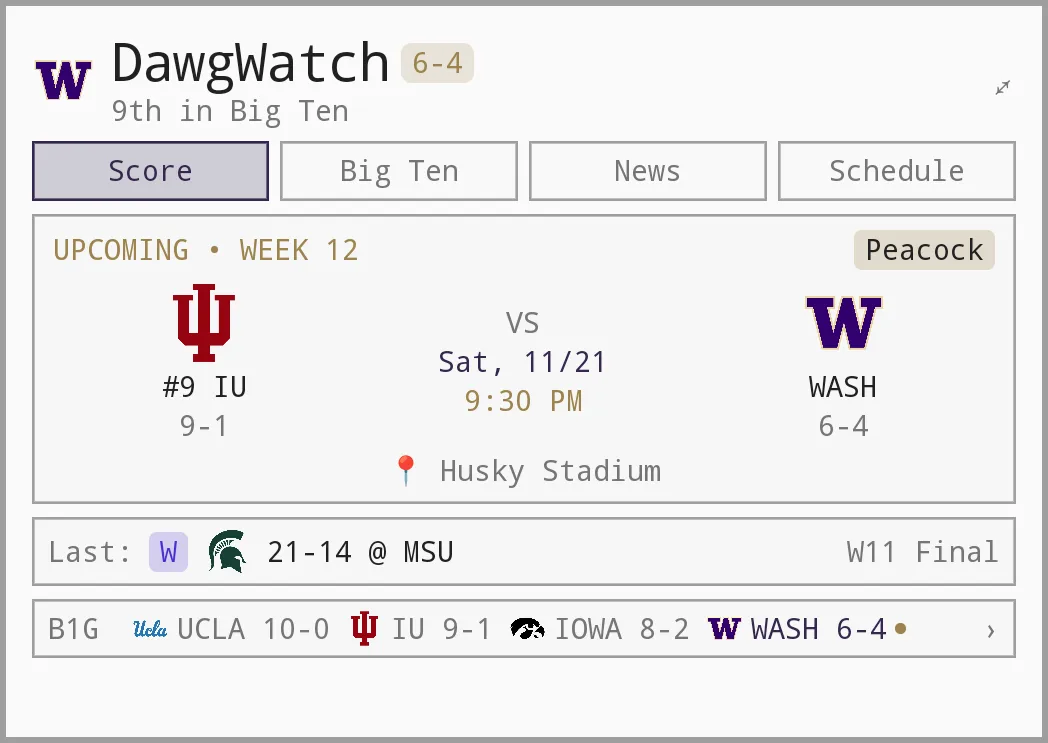 W DawgWatch 6-4
9th in Big Ten
Score Big Ten News Schedule
UPCOMING • WEEK 12 Peacock
VS
Sat, 11/21
9:30 PM
#9 IU
9-1
W
WASH
6-4
Husky Stadium
Last: W 21-14 @ MSU W11 Final
B1G Ucla UCLA 10-0 IU 9-1 IOWA 8-2 W WASH 6-4 • ›